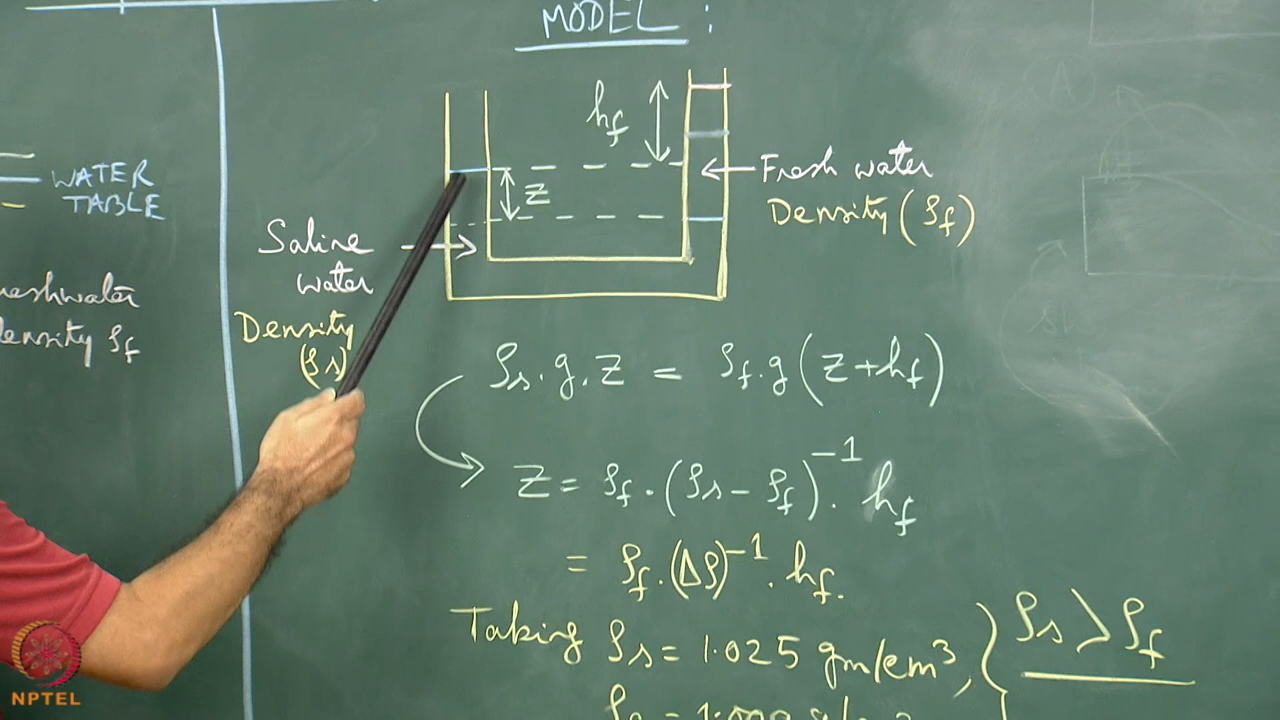 MODEL :
WATER
TABLE
freshwater
density ρf
hf
Z
Fresh water
Density (ρf)
Saline
water
Density
(ρs)
ρs.g.Z = ρf.g(Z+hf)
Z = ρf.(ρs-ρf)⁻¹.hf
= ρf.(Δρ)⁻¹.hf.
Taking ρs = 1.025 gm/cm³,
ρs > ρf
NPTEL